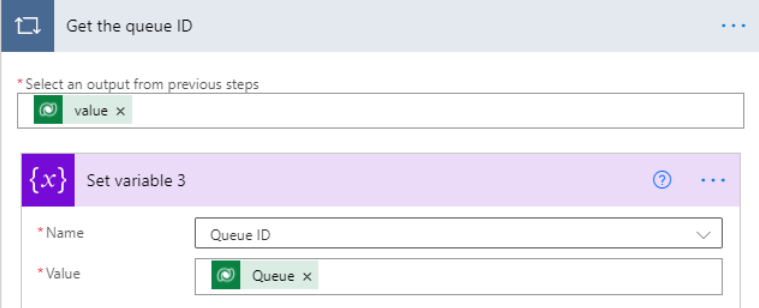 Get the queue ID
* Select an output from previous steps
value ×
{x} Set variable 3
* Name
Queue ID
* Value
Queue ×